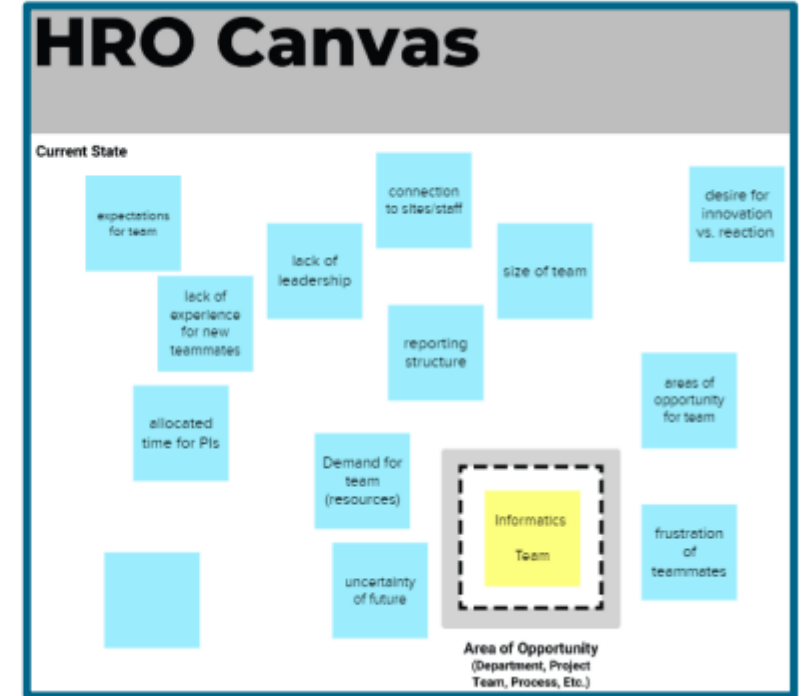 HRO Canvas
Current State
expectations
for team
connection
to sites/staff
desire for
innovation
vs. reaction
lack of
leadership
size of team
lack of
experience
for new
teammates
reporting
structure
areas of
opportunity
for team
allocated
time for PIs
Demand for
team
(resources)
Informatics
Team
frustration
of
teammates
uncertainty
of future
Area of Opportunity
(Department, Project
Team, Process, Etc.)